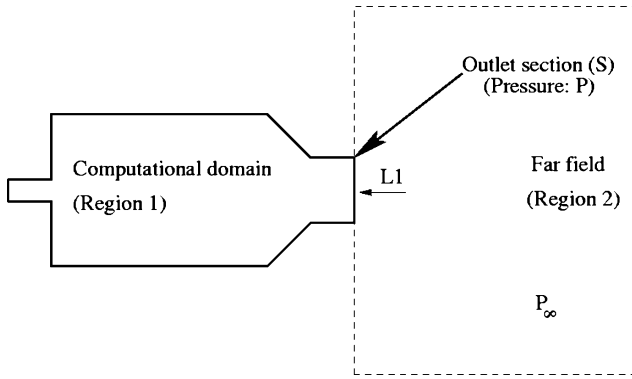 Outlet section (S)
(Pressure: P)
Computational domain
(Region 1)
L1
Far field
(Region 2)
P∞